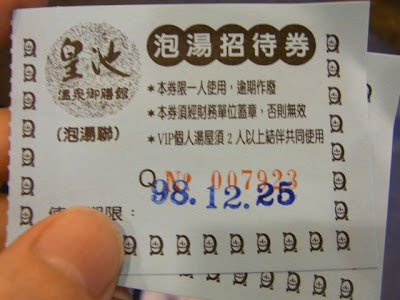 皇池
溫泉御膳館
(泡湯聯)
泡湯招待券
*本券限一人使用，逾期作廢
*本券須經財務單位蓋章，否則無效
*VIP個人湯屋須2人以上結伴共同使用
Q No 007923
98.12.25
使 限：